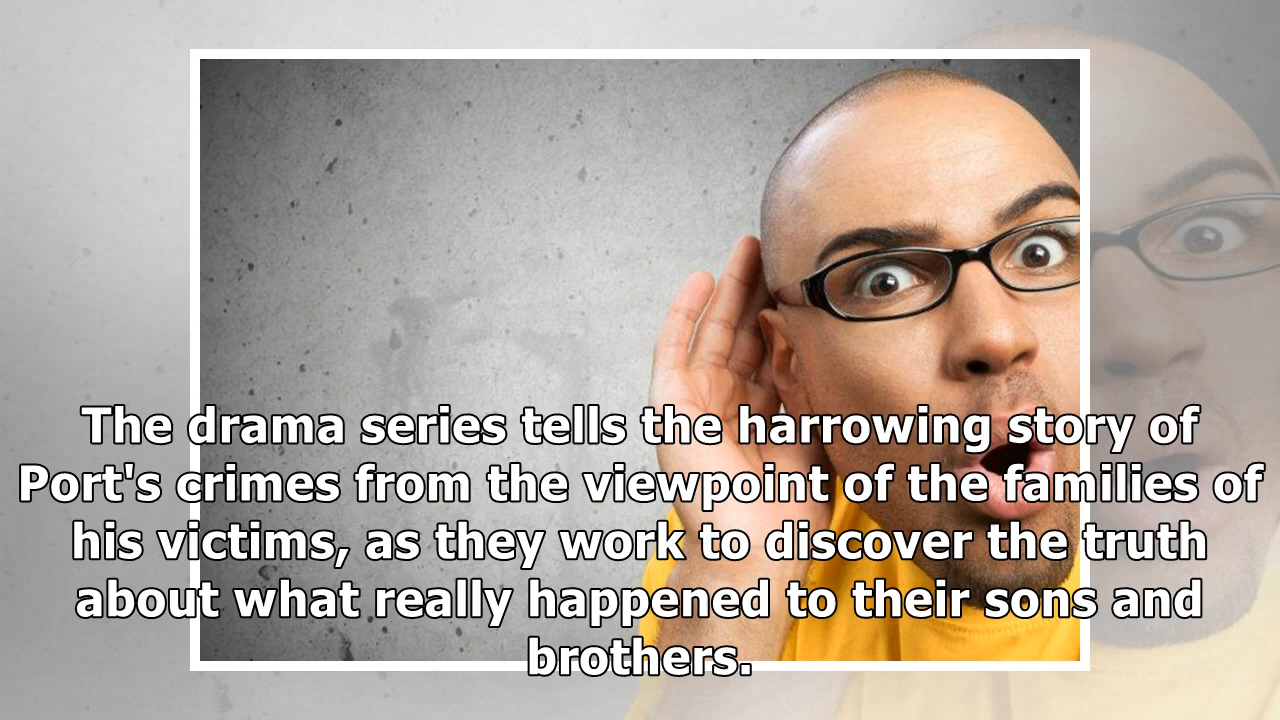 The drama series tells the harrowing story of
Port's crimes from the viewpoint of the families of
his victims, as they work to discover the truth
about what really happened to their sons and
brothers.